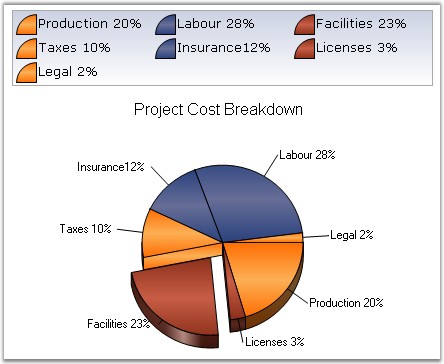 Production 20% Labour 28% Facilities 23%
Taxes 10% Insurance12% Licenses 3%
Legal 2%
Project Cost Breakdown
Labour 28%
Insurance12%
Taxes 10%
Legal 2%
Production 20%
Facilities 23%
Licenses 3%